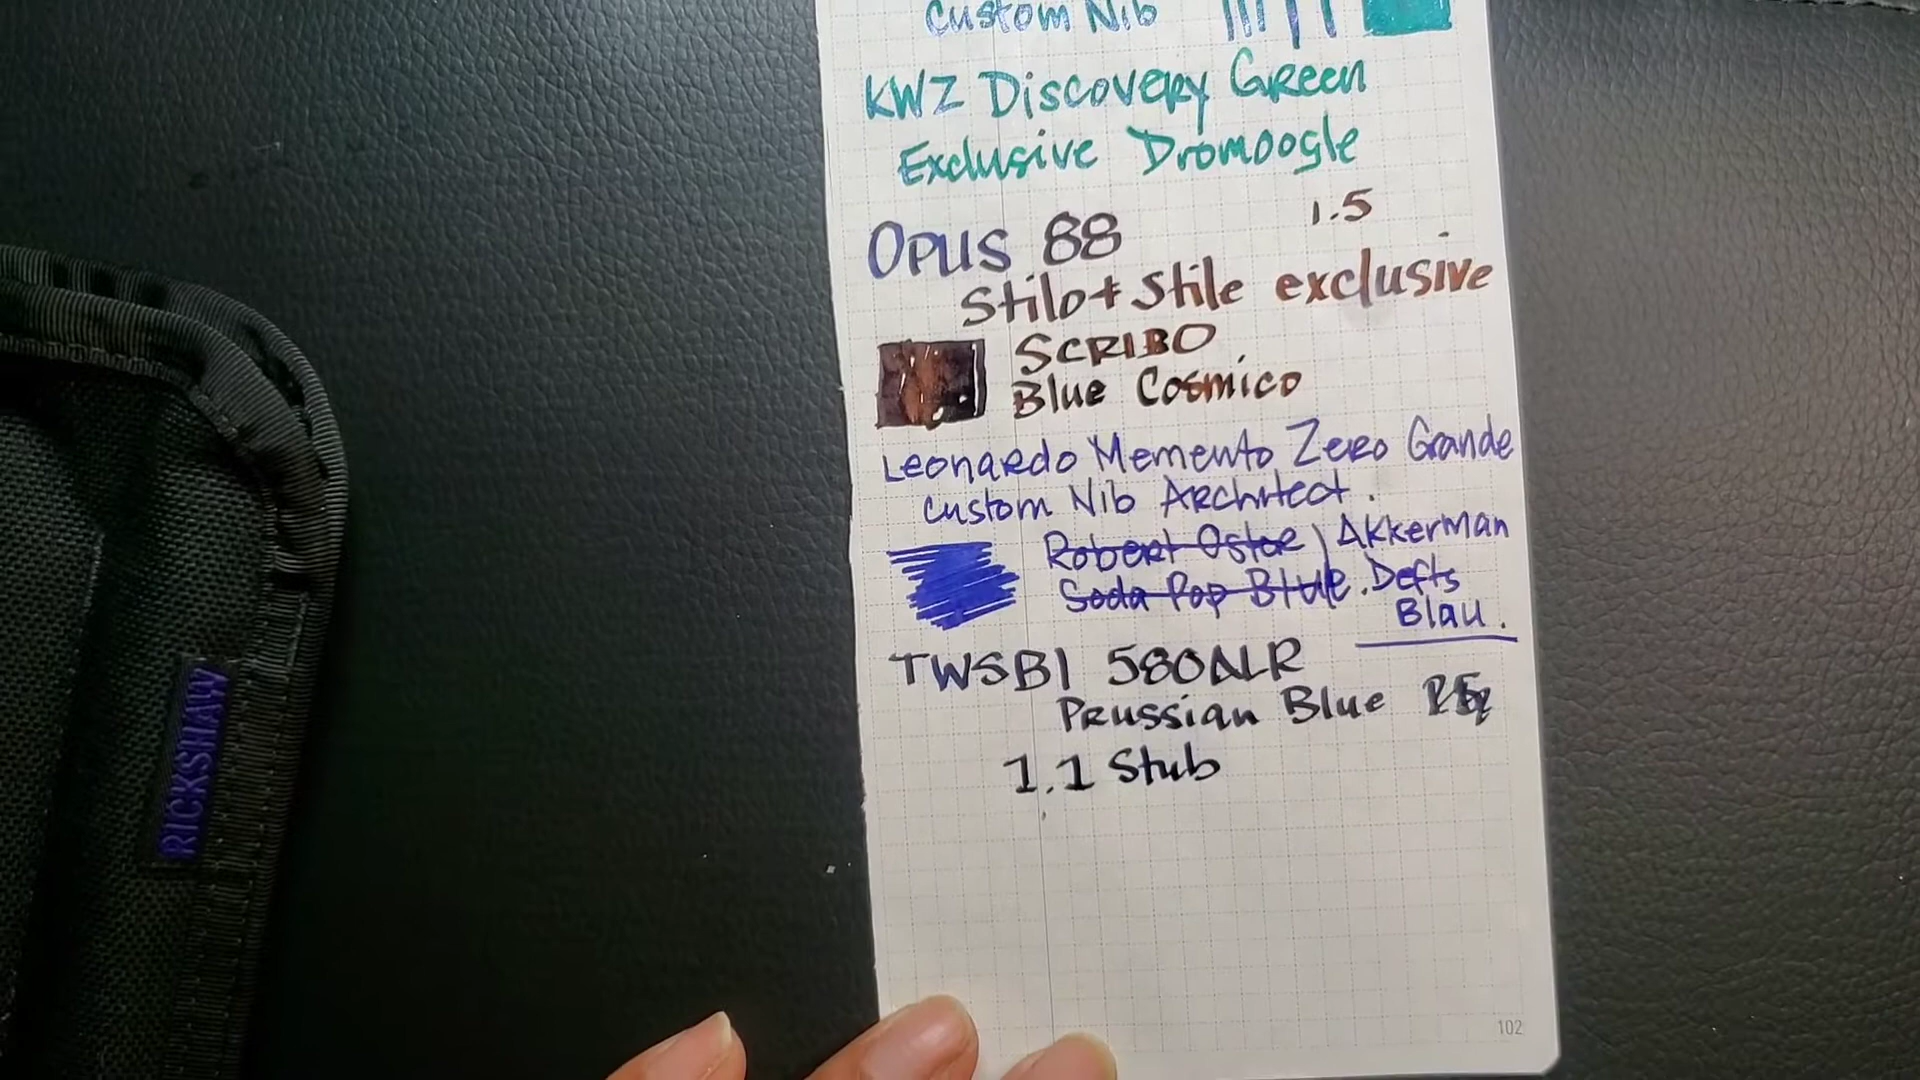 Custom Nib
KWZ Discovery Green
Exclusive Dromoogle
1.5
Opus 88
Stilo + Stile exclusive
SCRIBO
Blue Cosmico
Leonardo Memento Zero Grande
Custom Nib Architect.
Robert Oster Akkerman
Soda Pop Blue. Defts
Blau.
TWSBI 580ALR
Prussian Blue
1.1 Stub
102
RICKSHAW